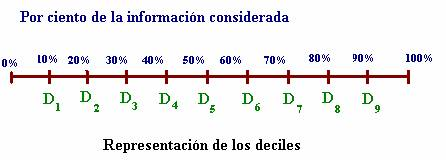 Por ciento de la información considerada
0% 10% 20% 30% 40% 50% 60% 70% 80% 90% 100%
D1 D2 D3 D4 D5 D6 D7 D8 D9
Representación de los deciles